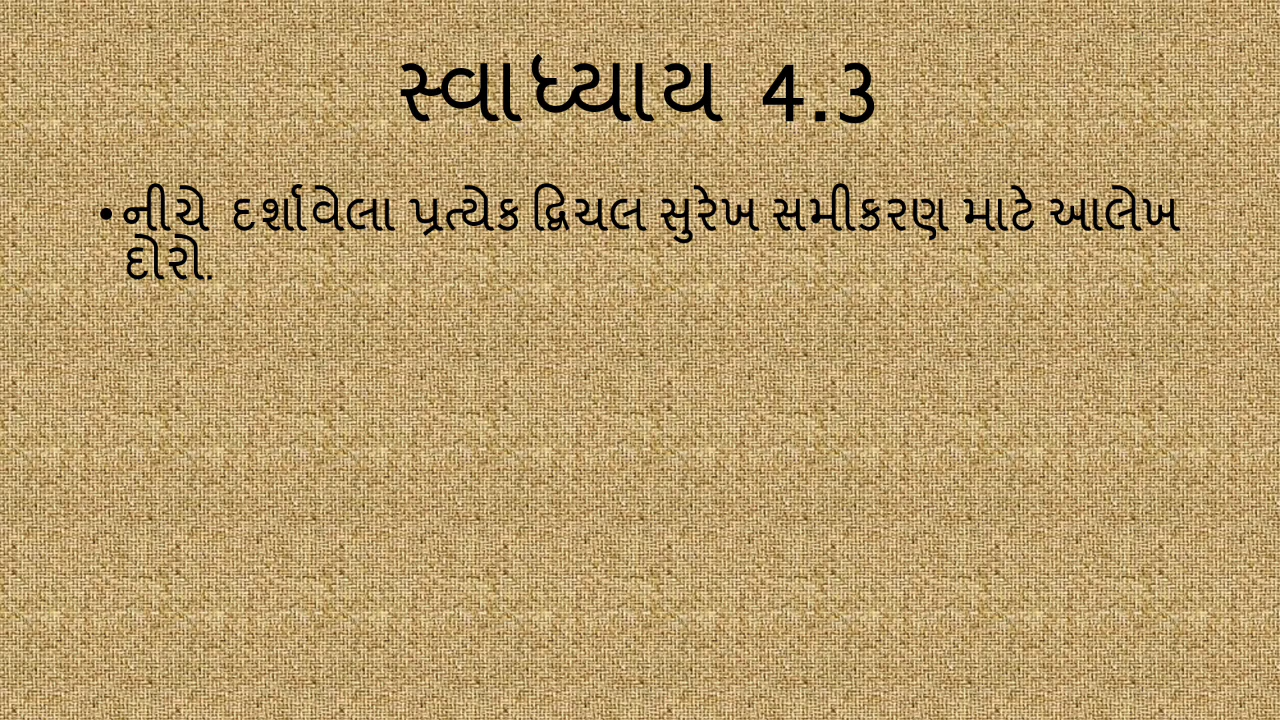 સ્વાધ્યાય 4.3
• નીચે દર્શાવેલા પ્રત્યેક દ્વિચલ સુરેખ સમીકરણ માટે આલેખ
દોરો.